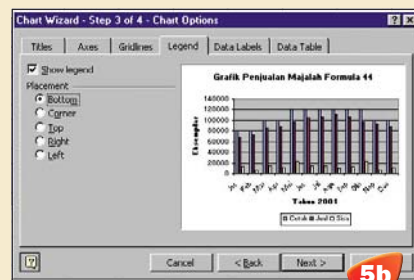 Chart Wizard - Step 3 of 4 - Chart Options
Titles
Axes
Gridlines
Legend
Data Labels
Data Table
Show legend
Placement
Bottom
Corner
Top
Right
Left
Grafik Penjualan Majalah Formula 44
Eksemplar
140000
120000
100000
80000
60000
40000
20000
0
Tahun 2001
Cetak Jual Sisa
Cancel
< Back
Next >
5b